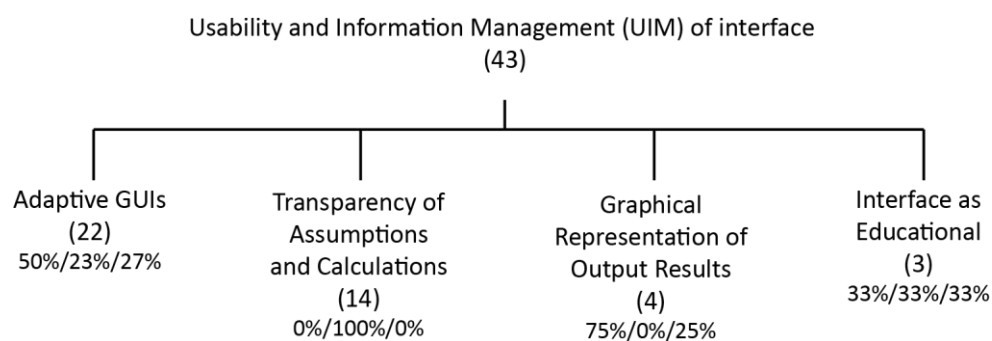 Usability and Information Management (UIM) of interface
(43)
Adaptive GUIs
(22)
50%/23%/27%
Transparency of
Assumptions
and Calculations
(14)
0%/100%/0%
Graphical
Representation of
Output Results
(4)
75%/0%/25%
Interface as
Educational
(3)
33%/33%/33%